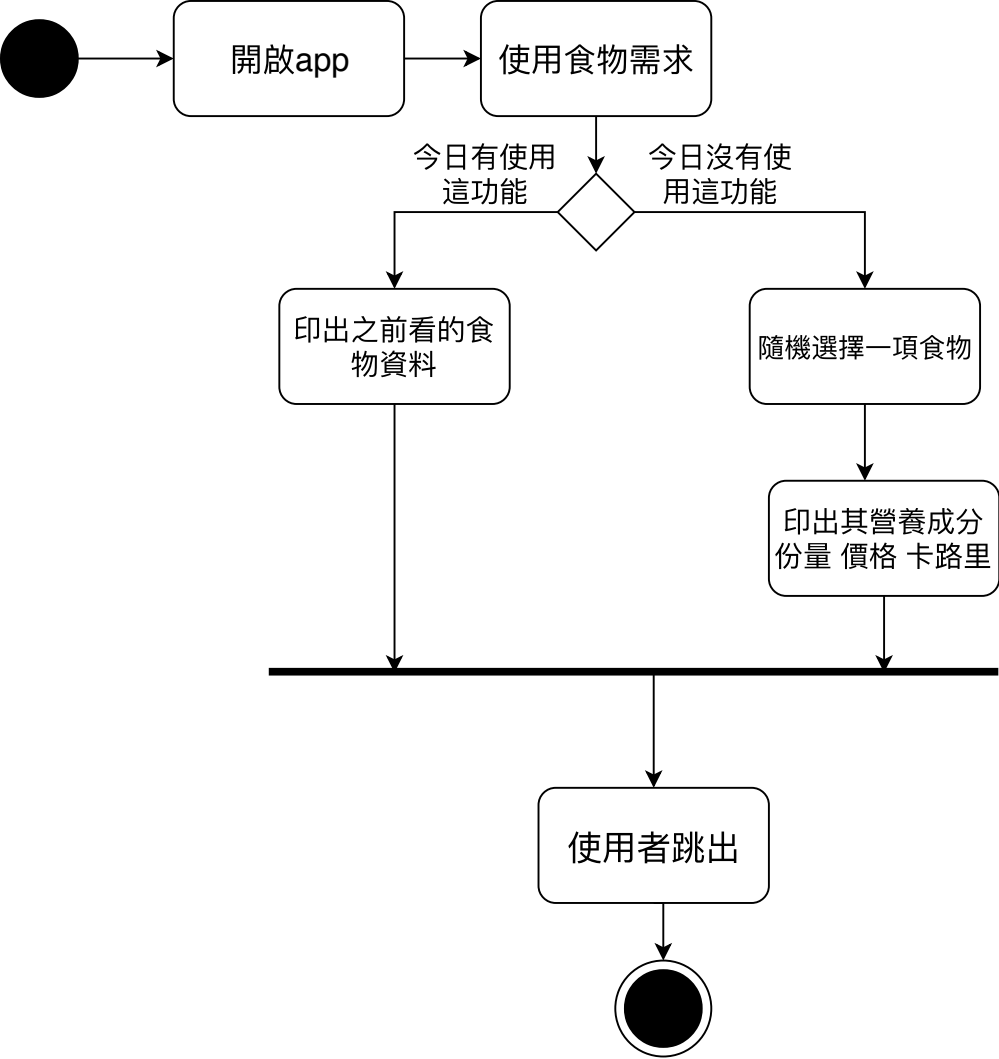 開啟app
使用食物需求
今日有使用
這功能
今日沒有使
用這功能
印出之前看的食
物資料
隨機選擇一項食物
印出其營養成分
份量 價格 卡路里
使用者跳出